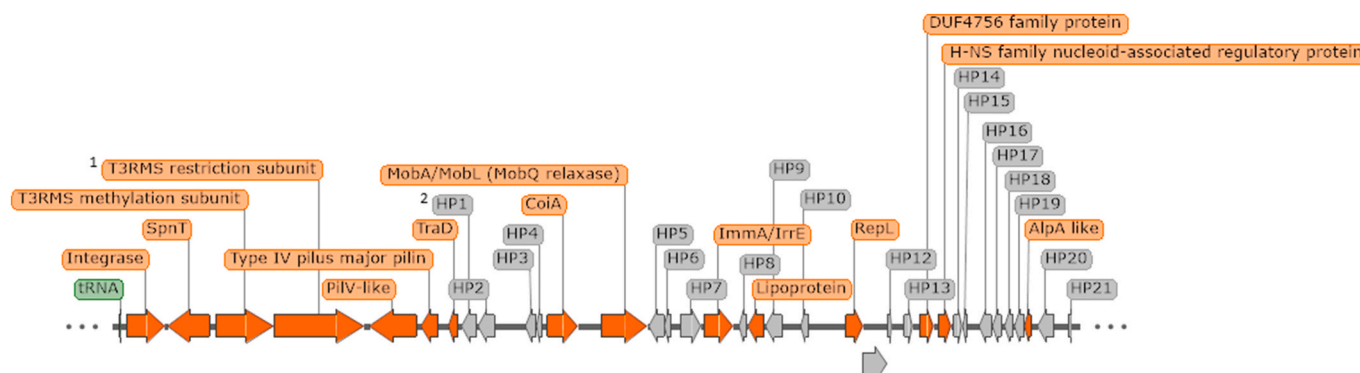 DUF4756 family protein
H-NS family nucleoid-associated regulatory protein
HP14
HP15
HP16
1 T3RMS restriction subunit
MobA/MobL (MobQ relaxase)
HP9
HP17
HP18
T3RMS methylation subunit
2 HP1
CoiA
HP10
HP19
SpnT
TraD
HP4
HP5
ImmA/IrrE
RepL
AlpA like
Integrase
Type IV pilus major pilin
HP3
HP6
HP8
HP12
HP20
tRNA
PilV-like
HP2
HP7
Lipoprotein
HP13
HP21